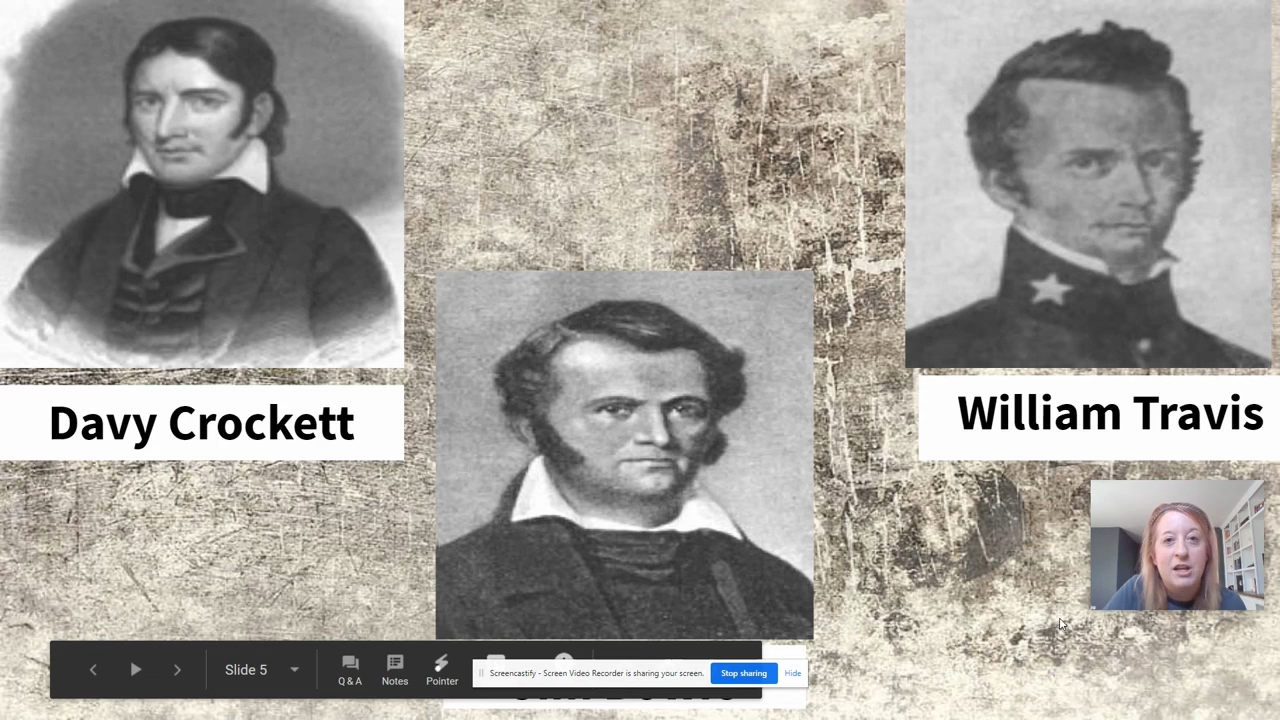 Davy Crockett
William Travis
Slide 5
Q & A
Notes
Pointer
Screencastify - Screen Video Recorder is sharing your screen.
Stop sharing
Hide